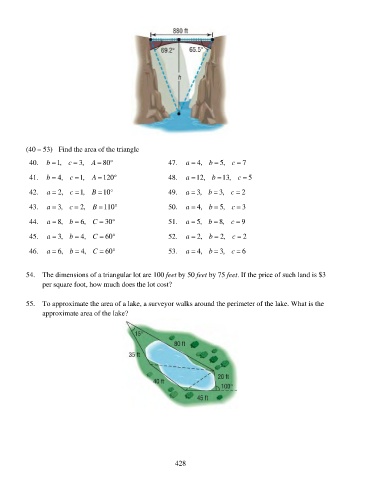 880 ft
69.2° 65.5°
h
(40 – 53) Find the area of the triangle
40. b = 1, c = 3, A = 80°
41. b = 4, c = 1, A = 120°
42. a = 2, c = 1, B = 10°
43. a = 3, c = 2, B = 110°
44. a = 8, b = 6, C = 30°
45. a = 3, b = 4, C = 60°
46. a = 6, b = 4, C = 60°
47. a = 4, b = 5, c = 7
48. a = 12, b = 13, c = 5
49. a = 3, b = 3, c = 2
50. a = 4, b = 5, c = 3
51. a = 5, b = 8, c = 9
52. a = 2, b = 2, c = 2
53. a = 4, b = 3, c = 6
54. The dimensions of a triangular lot are 100 feet by 50 feet by 75 feet. If the price of such land is $3
per square foot, how much does the lot cost?
55. To approximate the area of a lake, a surveyor walks around the perimeter of the lake. What is the
approximate area of the lake?
15°
80 ft
35 ft
40 ft
20 ft
100°
45 ft
428